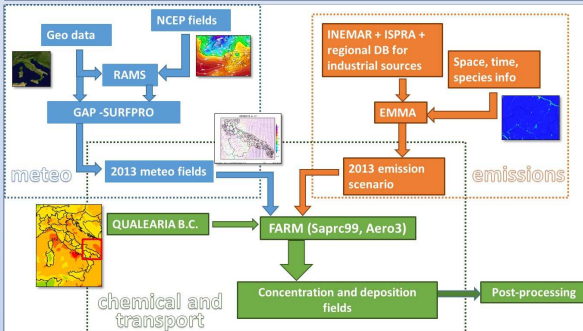 Geo data
NCEP fields
RAMS
GAP -SURFPRO
2013 meteo fields
meteo
INEMAR + ISPRA +
regional DB for
industrial sources
Space, time,
species info
EMMA
2013 emission
scenario
emissions
QUALEARIA B.C.
FARM (Saprc99, Aero3)
Concentration and deposition
fields
Post-processing
chemical and
transport